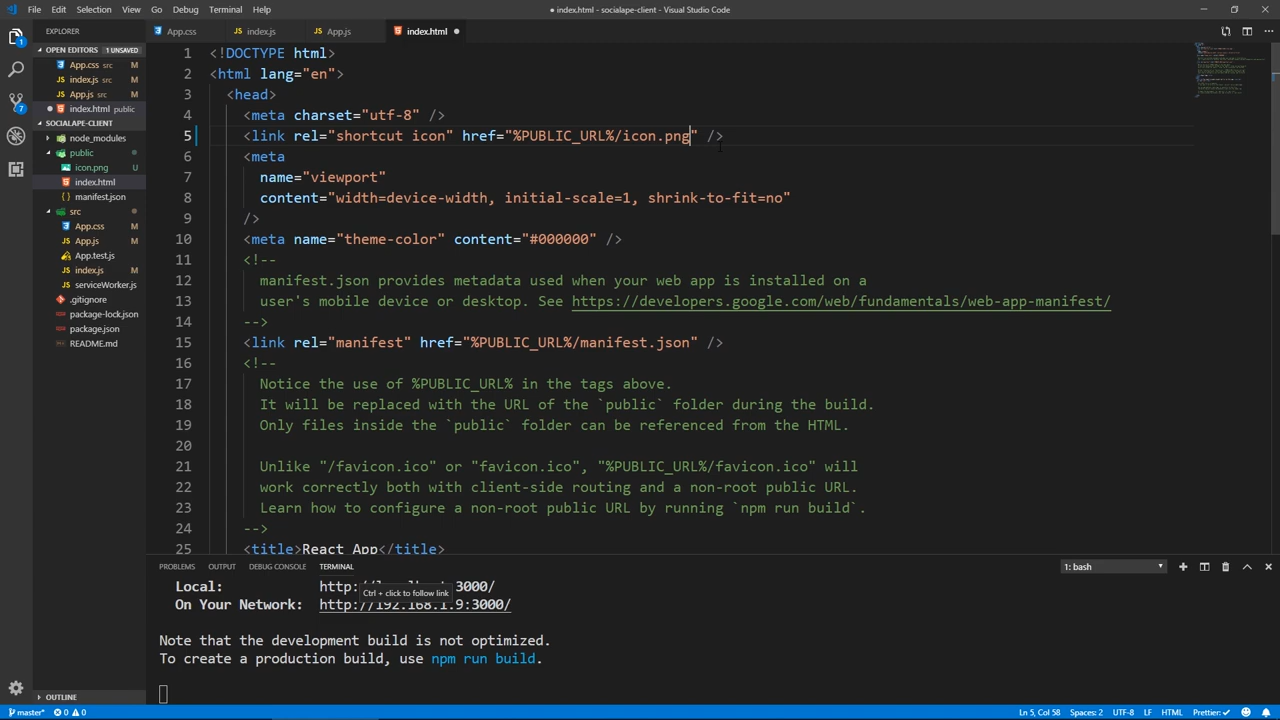 File Edit Selection View Go Debug Terminal Help
● index.html - socialape-client - Visual Studio Code
EXPLORER
OPEN EDITORS 1 UNSAVED
App.css src M
index.js src M
App.js src M
index.html public
SOCIALAPE-CLIENT
node_modules
public
icon.png U
index.html
manifest.json
src
App.css M
App.js M
App.test.js
index.js M
serviceWorker.js
.gitignore
package-lock.json
package.json
README.md
OUTLINE
1
7
App.css index.js App.js index.html
1 <!DOCTYPE html>
2 <html lang="en">
3 <head>
4 <meta charset="utf-8" />
5 <link rel="shortcut icon" href="%PUBLIC_URL%/icon.png" />
6 <meta
7 name="viewport"
8 content="width=device-width, initial-scale=1, shrink-to-fit=no"
9 />
10 <meta name="theme-color" content="#000000" />
11 <!--
12 manifest.json provides metadata used when your web app is installed on a
13 user's mobile device or desktop. See https://developers.google.com/web/fundamentals/web-app-manifest/
14 -->
15 <link rel="manifest" href="%PUBLIC_URL%/manifest.json" />
16 <!--
17 Notice the use of %PUBLIC_URL% in the tags above.
18 It will be replaced with the URL of the `public` folder during the build.
19 Only files inside the `public` folder can be referenced from the HTML.
20
21 Unlike "/favicon.ico" or "favicon.ico", "%PUBLIC_URL%/favicon.ico" will
22 work correctly both with client-side routing and a non-root public URL.
23 Learn how to configure a non-root public URL by running `npm run build`.
24 -->
25 <title>React App</title>
PROBLEMS OUTPUT DEBUG CONSOLE TERMINAL 1: bash
Local: http://localhost:3000/
Ctrl + click to follow link
On Your Network: http://192.168.1.9:3000/
Note that the development build is not optimized.
To create a production build, use npm run build.
master* 0 0 Ln 5, Col 58 Spaces: 2 UTF-8 LF HTML Prettier: ✓